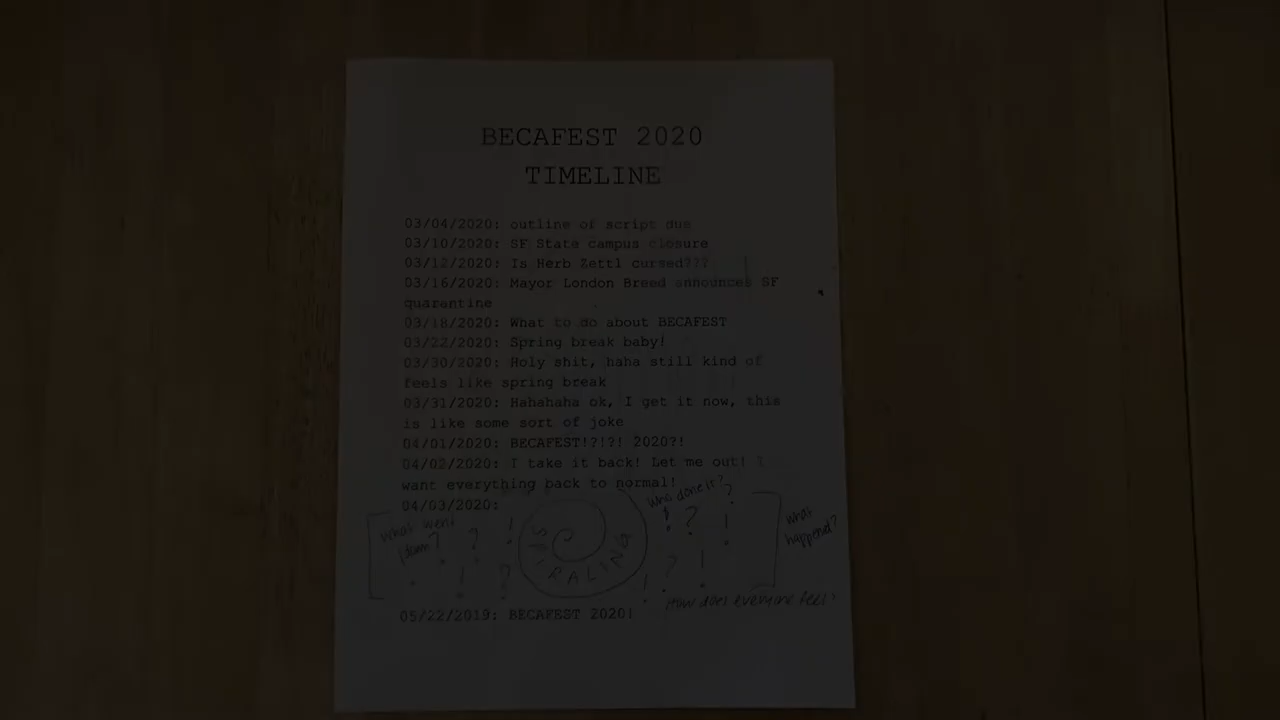 BECAFEST 2020
TIMELINE
03/04/2020: outline of script due
03/10/2020: SF State campus closure
03/12/2020: Is Herb Zettl cursed???
03/16/2020: Mayor London Breed announces SF
quarantine
03/18/2020: What to do about BECAFEST
03/22/2020: Spring break baby!
03/30/2020: Holy shit, haha still kind of
feels like spring break
03/31/2020: Hahahaha ok, I get it now, this
is like some sort of joke
04/01/2020: BECAFEST!?!?! 2020?!
04/02/2020: I take it back! Let me out! I
want everything back to normal!
04/03/2020:
What went
down?
? ! ! ?
SPIRALING
Who done it?
! ? ? ! ? ! !
What
happened?
How does everyone feel?
05/22/2019: BECAFEST 2020!